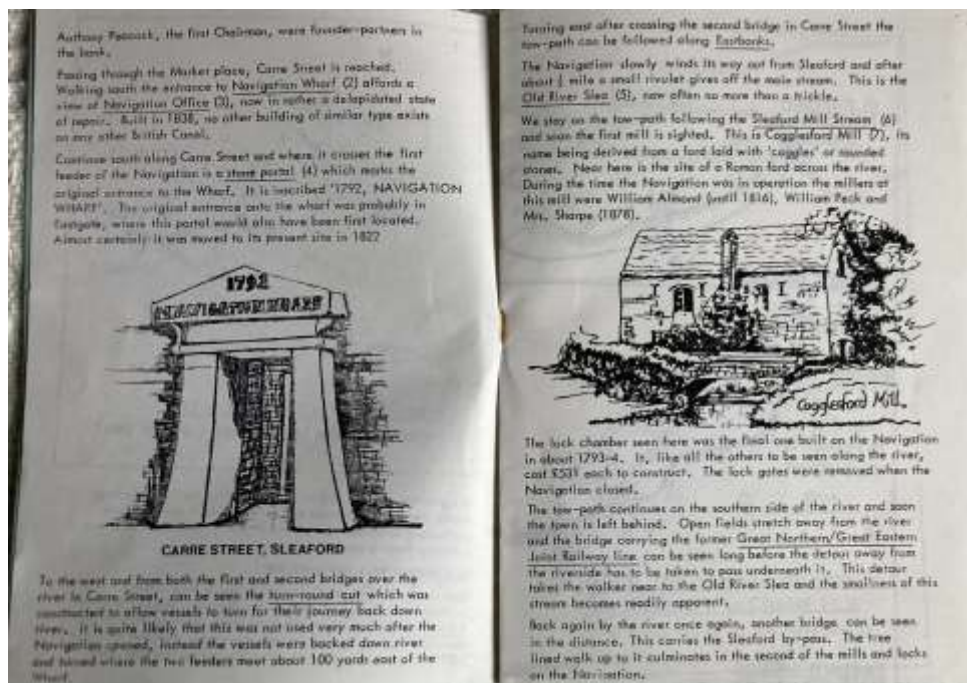 Anthony Peacock, the first Chairman, were founder-partners in
the bank.
Passing through the Market place, Carre Street is reached.
Walking south the entrance to Navigation Wharf (2) affords a
view of Navigation Office (3), now in rather a delapidated state
of repair. Built in 1838, no other building of similar type exists
on any other British Canal.
Continue south along Carre Street and where it crosses the first
feeder of the Navigation is a stone portal (4) which marks the
original entrance to the Wharf. It is inscribed '1792, NAVIGATION
WHARF'. The original entrance onto the wharf was probably in
Eastgate, where this portal would also have been first located.
Almost certainly it was moved to its present site in 1822
1792
NAVIGATION WHARF
CARRE STREET, SLEAFORD
To the west and from both the first and second bridges over the
river in Carre Street, can be seen the turn-round cut which was
constructed to allow vessels to turn for their journey back down
river. It is quite likely that this was not used very much after the
Navigation opened, instead the vessels were backed down river
and turned where the two feeders meet about 100 yards east of the
Wharf.
Turning east after crossing the second bridge in Carre Street the
tow-path can be followed along Eastbanks.
The Navigation slowly winds its way out from Sleaford and after
about mile a small rivulet gives off the main stream. This is the
Old River Slea (5), now often no more than a trickle.
We stay on the tow-path following the Sleaford Mill Stream (6)
and soon the first mill is sighted. This is Cogglesford Mill (7), its
name being derived from a ford laid with 'coggles' or rounded
stones. Near here is the site of a Roman ford across the river.
During the time the Navigation was in operation the millers at
this mill were William Almond (until 1816), William Peck and
Mrs. Sharpe (1878).
Cogglesford Mill.
The lock chamber seen here was the final one built on the Navigation
in about 1793-4. It, like all the others to be seen along the river,
cost £531 each to construct. The lock gates were removed when the
Navigation closed.
The tow-path continues on the southern side of the river and soon
the town is left behind. Open fields stretch away from the river
and the bridge carrying the former Great Northern/Great Eastern
Joint Railway line can be seen long before the detour away from
the riverside has to be taken to pass underneath it. This detour
takes the walker near to the Old River Slea and the smallness of this
stream becomes readily apparent.
Back again by the river once again, another bridge can be seen
in the distance. This carries the Sleaford by-pass. The tree
lined walk up to it culminates in the second of the mills and locks
on the Navigation.